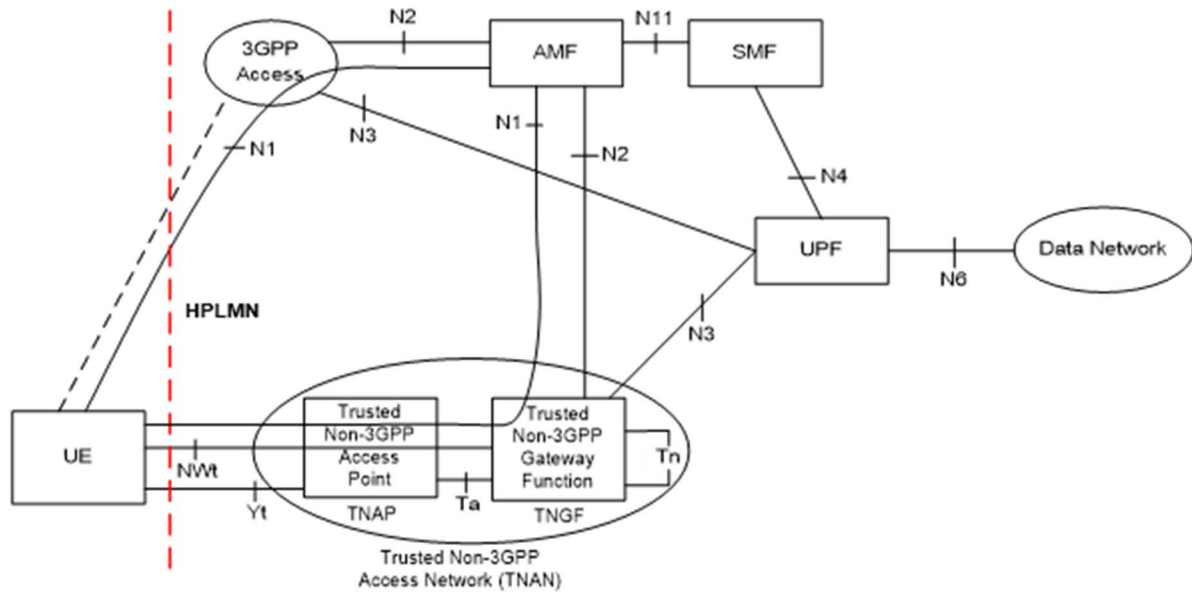 N2
N11
3GPP
Access
AMF
SMF
N3
N1
N1
N2
N4
UPF
Data Network
N6
HPLMN
N3
UE
Trusted
Non-3GPP
Access
Point
Trusted
Non-3GPP
Gateway
Function
Tn
NWt
Yt
Ta
TNAP
TNGF
Trusted Non-3GPP
Access Network (TNAN)